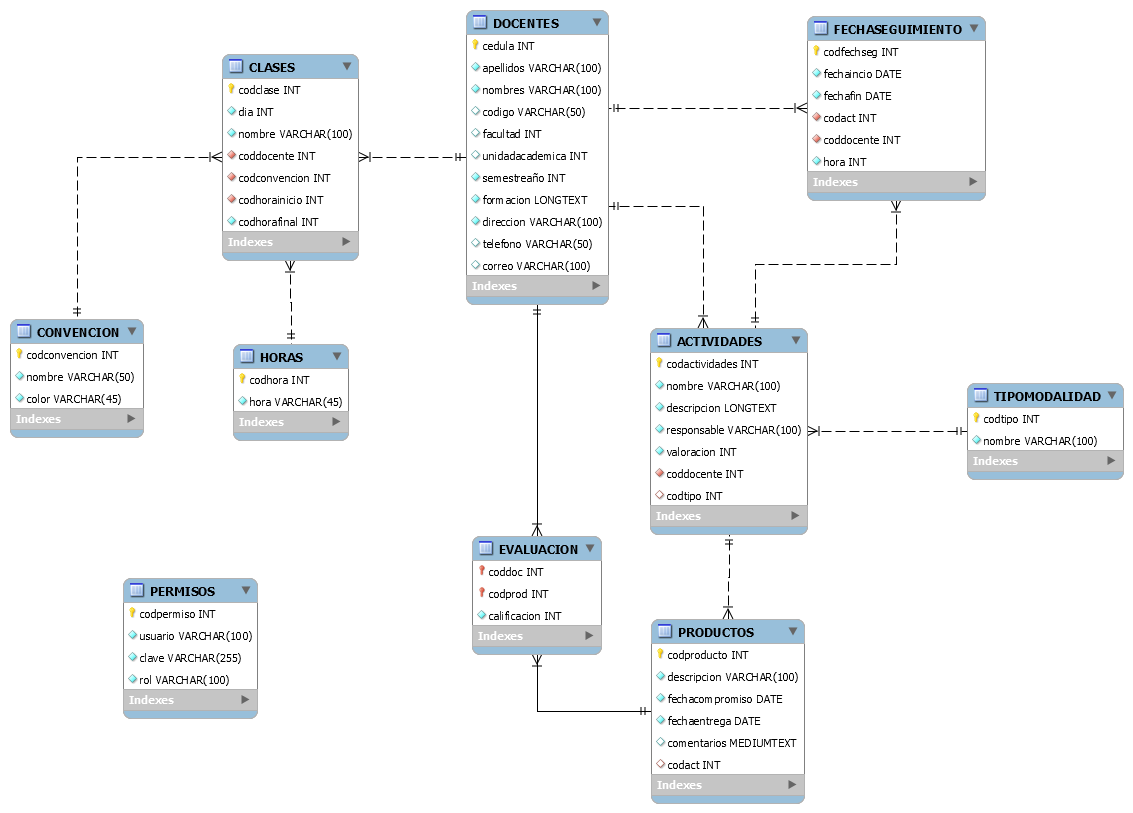 DOCENTES
cedula INT
apellidos VARCHAR(100)
nombres VARCHAR(100)
codigo VARCHAR(50)
facultad INT
unidadacademica INT
semestreaño INT
formacion LONGTEXT
direccion VARCHAR(100)
telefono VARCHAR(50)
correo VARCHAR(100)
Indexes
FECHASEGUIMIENTO
codfechseg INT
fechaincio DATE
fechafin DATE
codact INT
coddocente INT
hora INT
Indexes
CLASES
codclase INT
dia INT
nombre VARCHAR(100)
coddocente INT
codconvencion INT
codhorainicio INT
codhorafinal INT
Indexes
CONVENCION
codconvencion INT
nombre VARCHAR(50)
color VARCHAR(45)
Indexes
HORAS
codhora INT
hora VARCHAR(45)
Indexes
ACTIVIDADES
codactividades INT
nombre VARCHAR(100)
descripcion LONGTEXT
responsable VARCHAR(100)
valoracion INT
coddocente INT
codtipo INT
Indexes
TIPOMODALIDAD
codtipo INT
nombre VARCHAR(100)
Indexes
EVALUACION
coddoc INT
codprod INT
calificacion INT
Indexes
PERMISOS
codpermiso INT
usuario VARCHAR(100)
clave VARCHAR(255)
rol VARCHAR(100)
Indexes
PRODUCTOS
codproducto INT
descripcion VARCHAR(100)
fechacompromiso DATE
fechaentrega DATE
comentarios MEDIUMTEXT
codact INT
Indexes